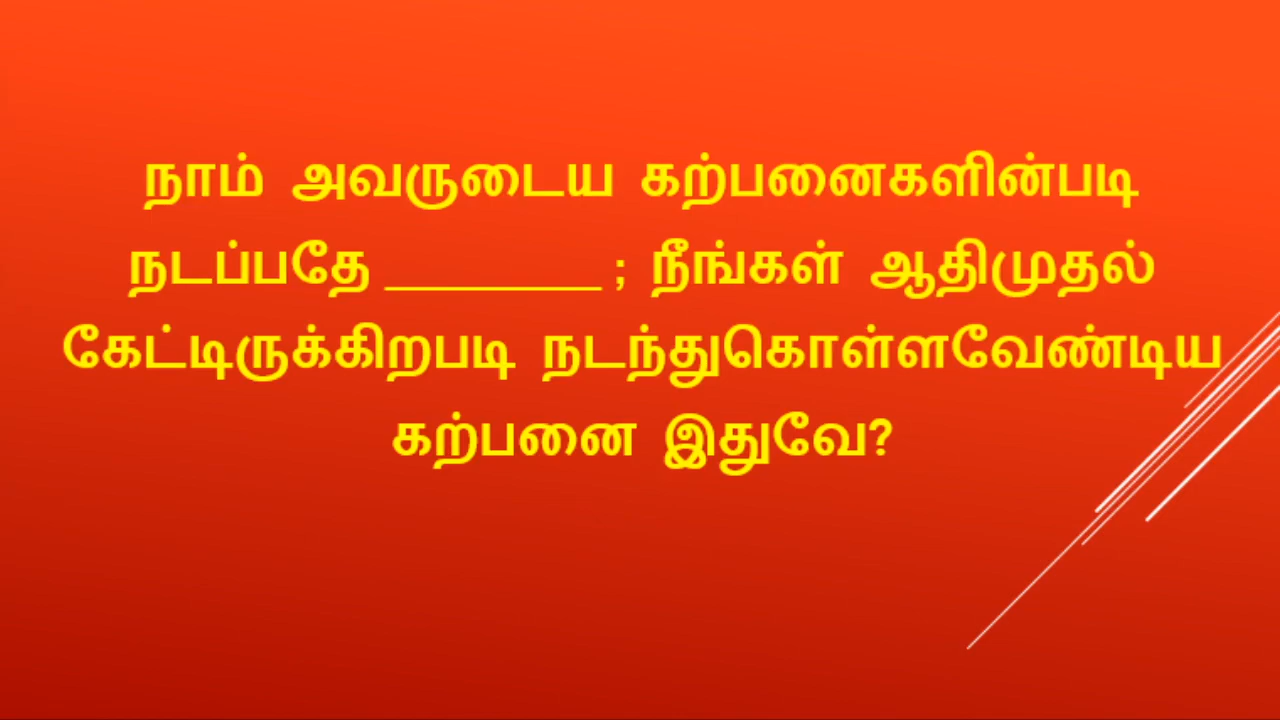 நாம் அவருடைய கற்பனைகளின்படி
நடப்பதே ________ ; நீங்கள் ஆதிமுதல்
கேட்டிருக்கிறபடி நடந்துகொள்ளவேண்டிய
கற்பனை இதுவே?